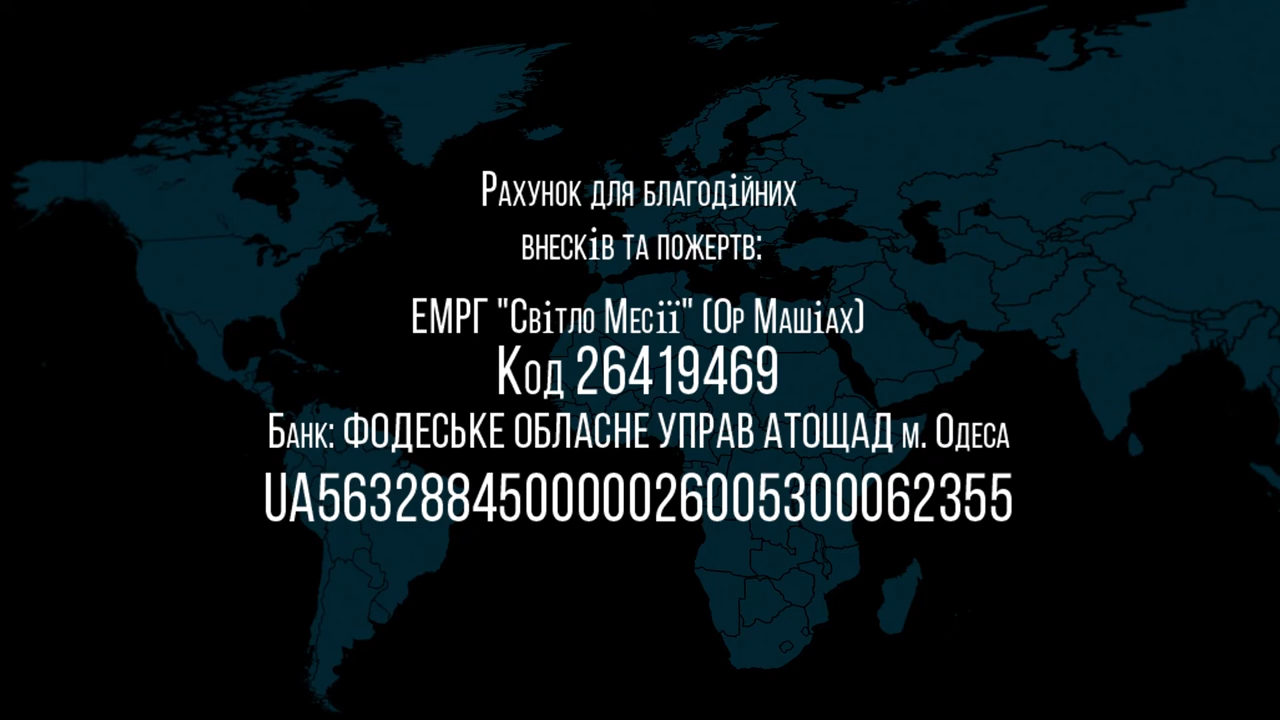 Рахунок для благодійних
внесків та пожертв:
ЕМРГ "Світло Месії" (Ор Машіах)
Код 26419469
Банк: ФОДЕСЬКЕ ОБЛАСНЕ УПРАВ АТОЩАД м. Одеса
UA563288450000026005300062355